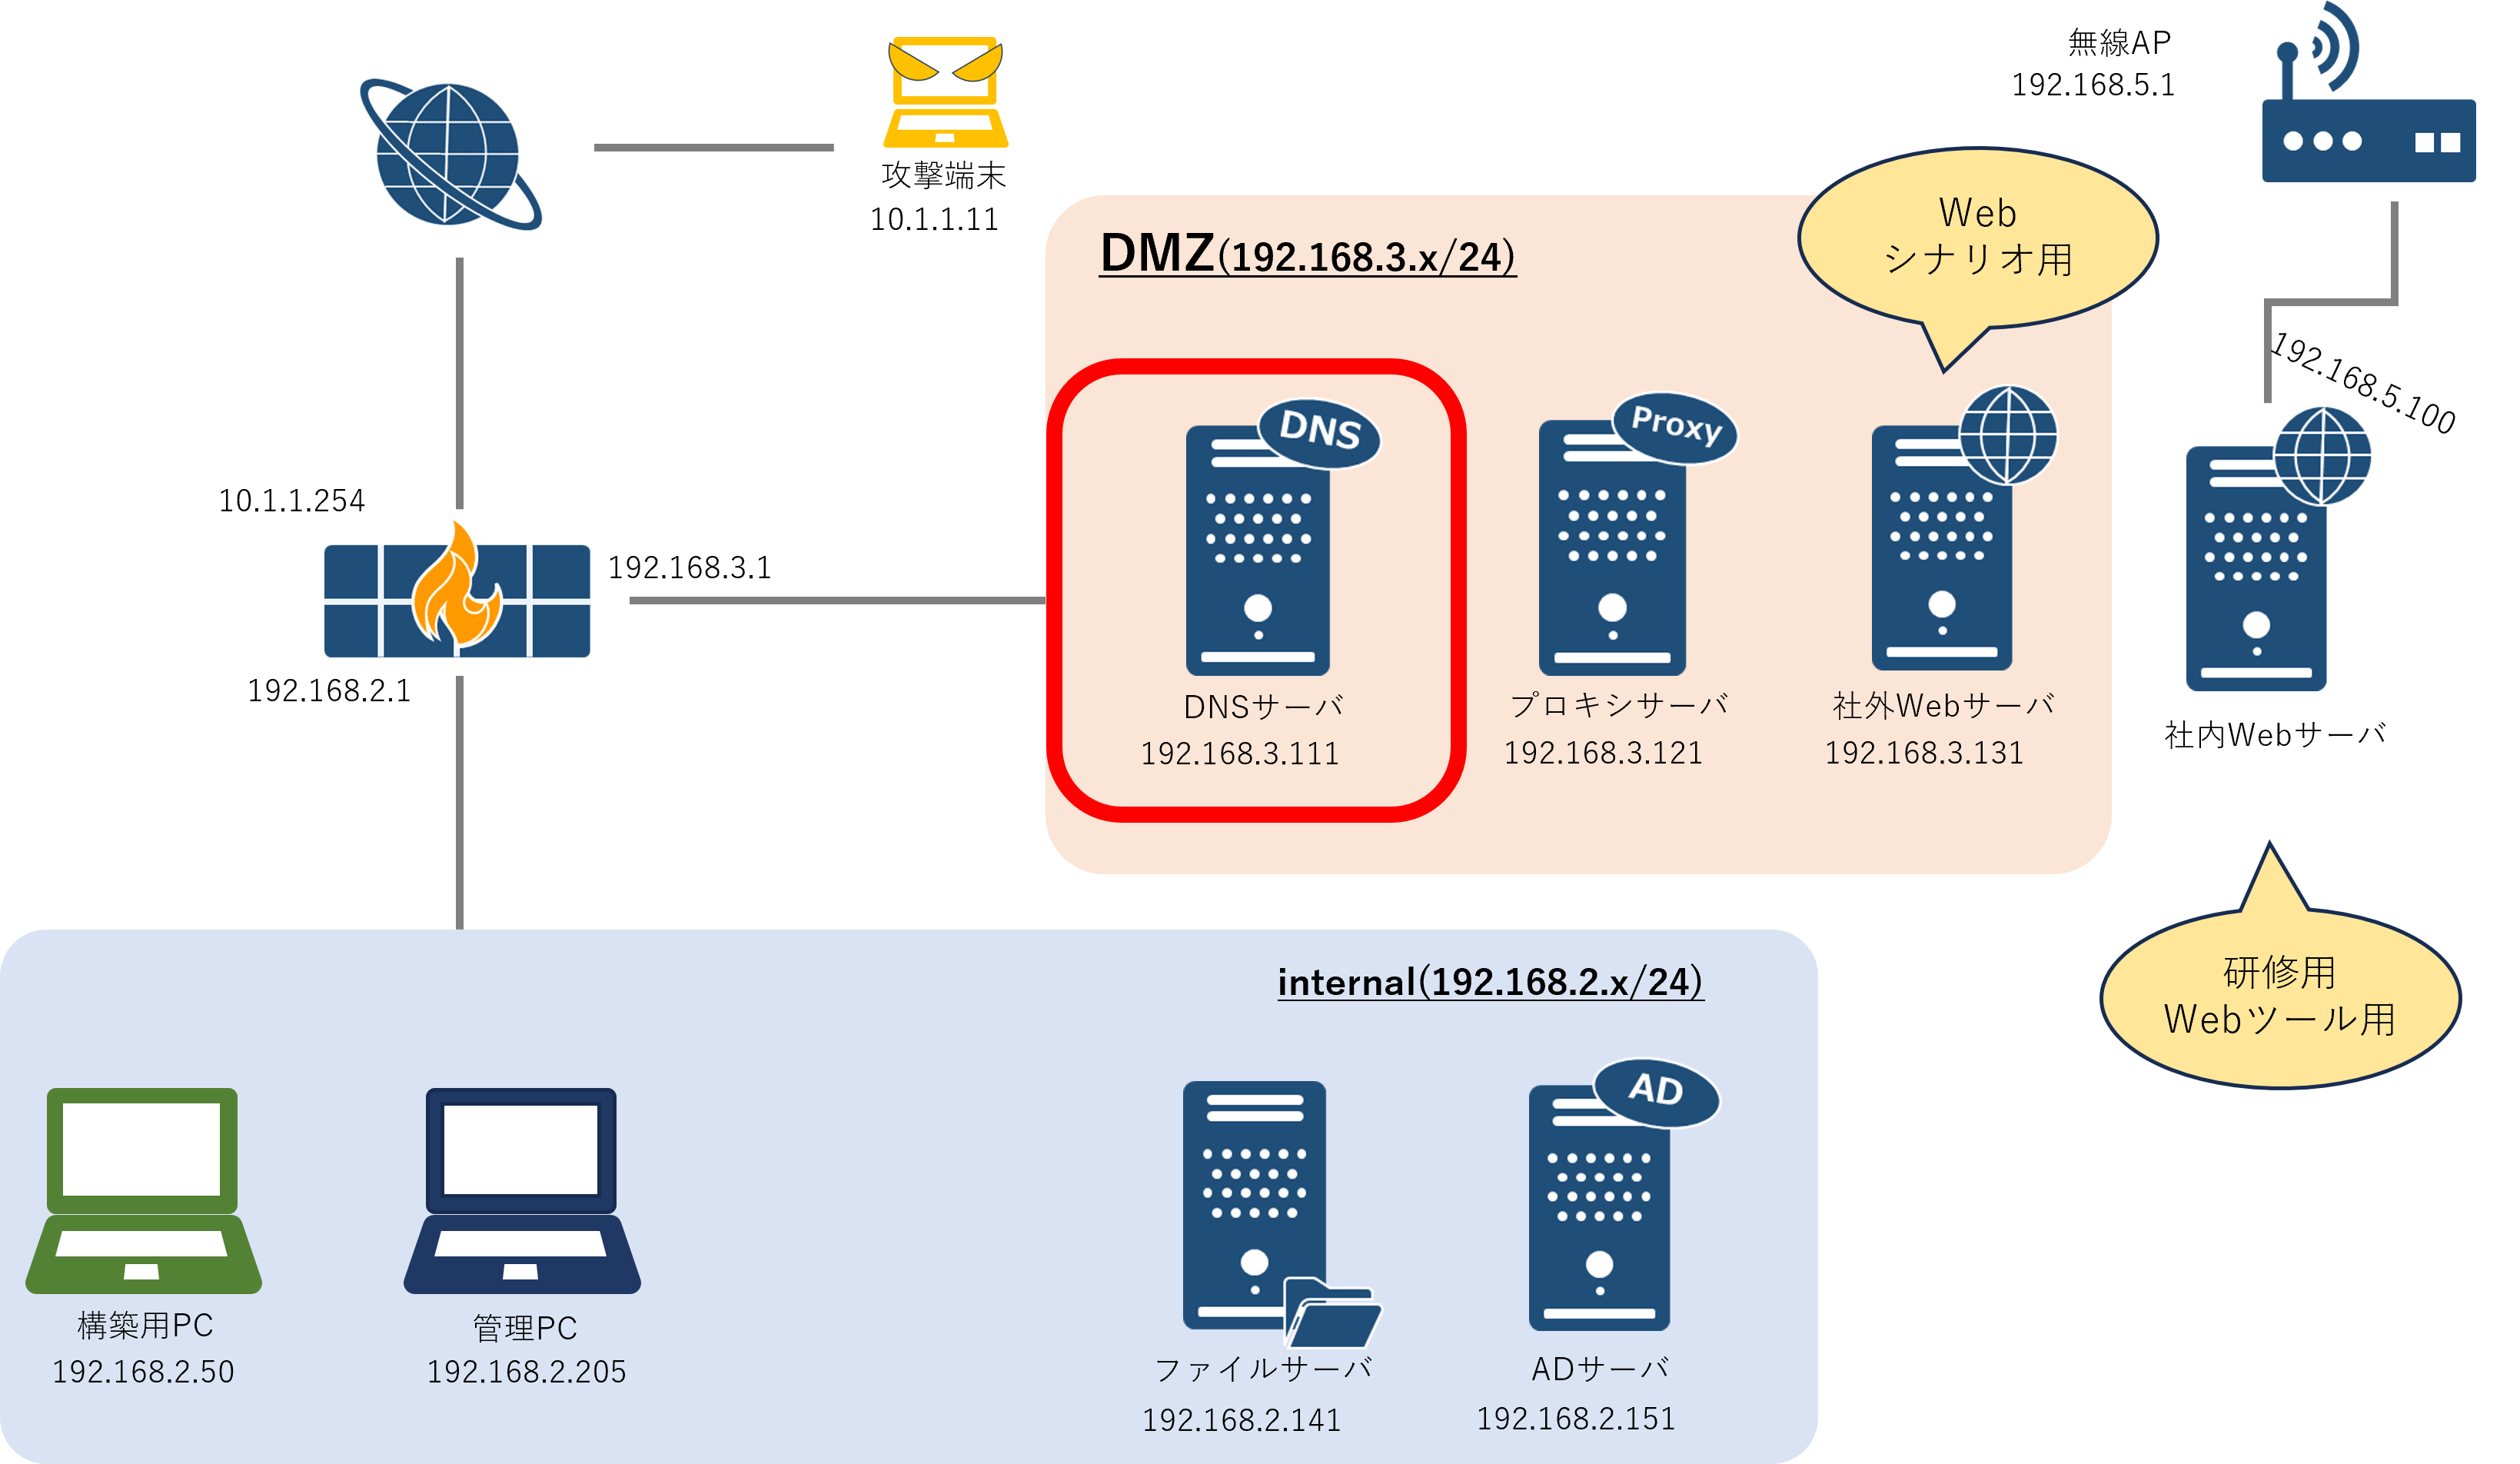 無線AP
192.168.5.1
攻撃端末
10.1.1.11
Web
シナリオ用
DMZ(192.168.3.x/24)
192.168.5.100
DNS
Proxy
10.1.1.254
192.168.3.1
192.168.2.1
DNSサーバ
192.168.3.111
プロキシサーバ
192.168.3.121
社外Webサーバ
192.168.3.131
社内Webサーバ
研修用
Webツール用
internal(192.168.2.x/24)
AD
構築用PC
192.168.2.50
管理PC
192.168.2.205
ファイルサーバ
192.168.2.141
ADサーバ
192.168.2.151